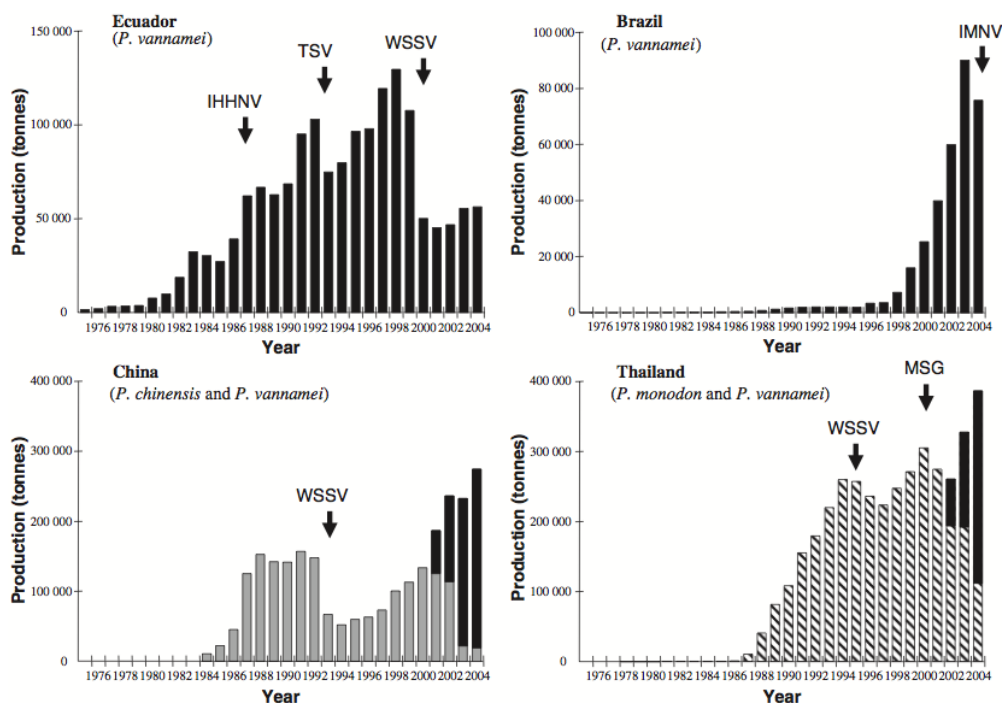 Ecuador
(P. vannamei)
IHHNV
TSV
WSSV
150 000
100 000
50 000
0
Production (tonnes)
1976 1978 1980 1982 1984 1986 1988 1990 1992 1994 1996 1998 2000 2002 2004
Year
Brazil
(P. vannamei)
IMNV
100 000
80 000
60 000
40 000
20 000
0
Production (tonnes)
1976 1978 1980 1982 1984 1986 1988 1990 1992 1994 1996 1998 2000 2002 2004
Year
China
(P. chinensis and P. vannamei)
WSSV
400 000
300 000
200 000
100 000
0
Production (tonnes)
1976 1978 1980 1982 1984 1986 1988 1990 1992 1994 1996 1998 2000 2002 2004
Year
Thailand
(P. monodon and P. vannamei)
MSG
WSSV
400 000
300 000
200 000
100 000
0
Production (tonnes)
1976 1978 1980 1982 1984 1986 1988 1990 1992 1994 1996 1998 2000 2002 2004
Year